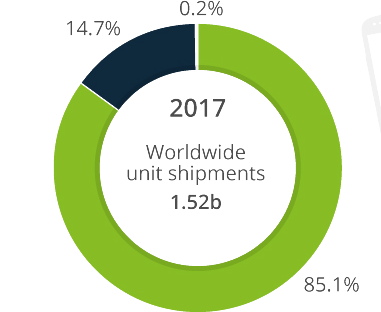 0.2%
14.7%
2017
Worldwide
unit shipments
1.52b
85.1%